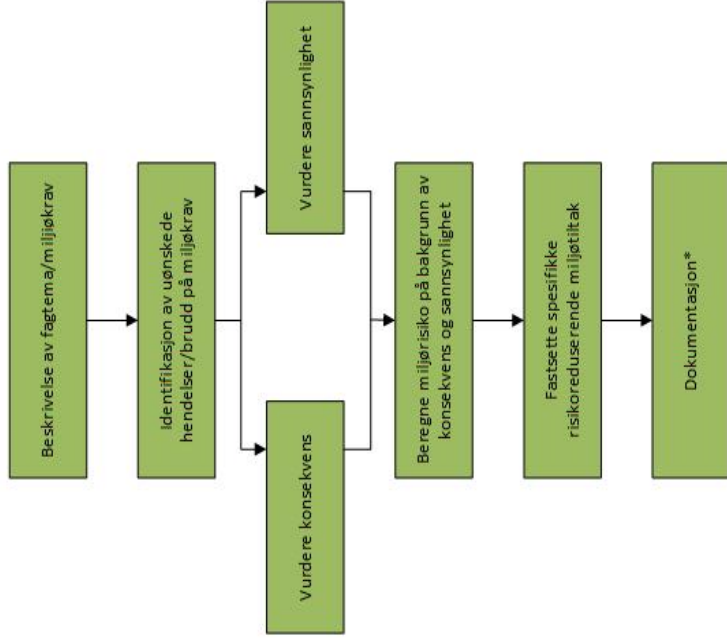 Beskrivelse av fagtema/miljøkrav
Identifikasjon av uønskede
hendelser/brudd på miljøkrav
Vurdere konsekvens
Vurdere sannsynlighet
Beregne miljørisiko på bakgrunn av
konsekvens og sannsynlighet
Fastsette spesifikke
risikoreduserende miljøtiltak
Dokumentasjon*